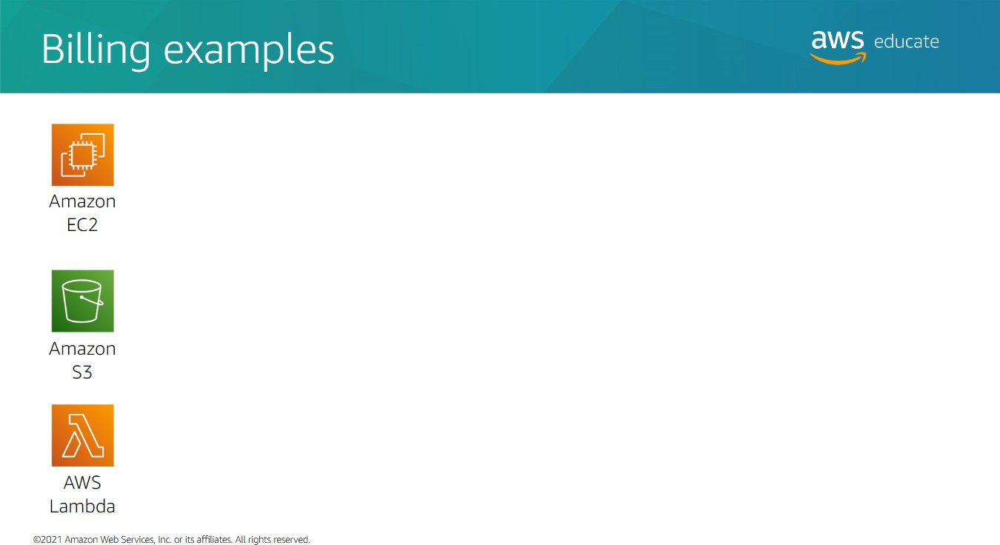 Billing examples
aws educate
Amazon
EC2
Amazon
S3
AWS
Lambda
©2021 Amazon Web Services, Inc. or its affiliates. All rights reserved.